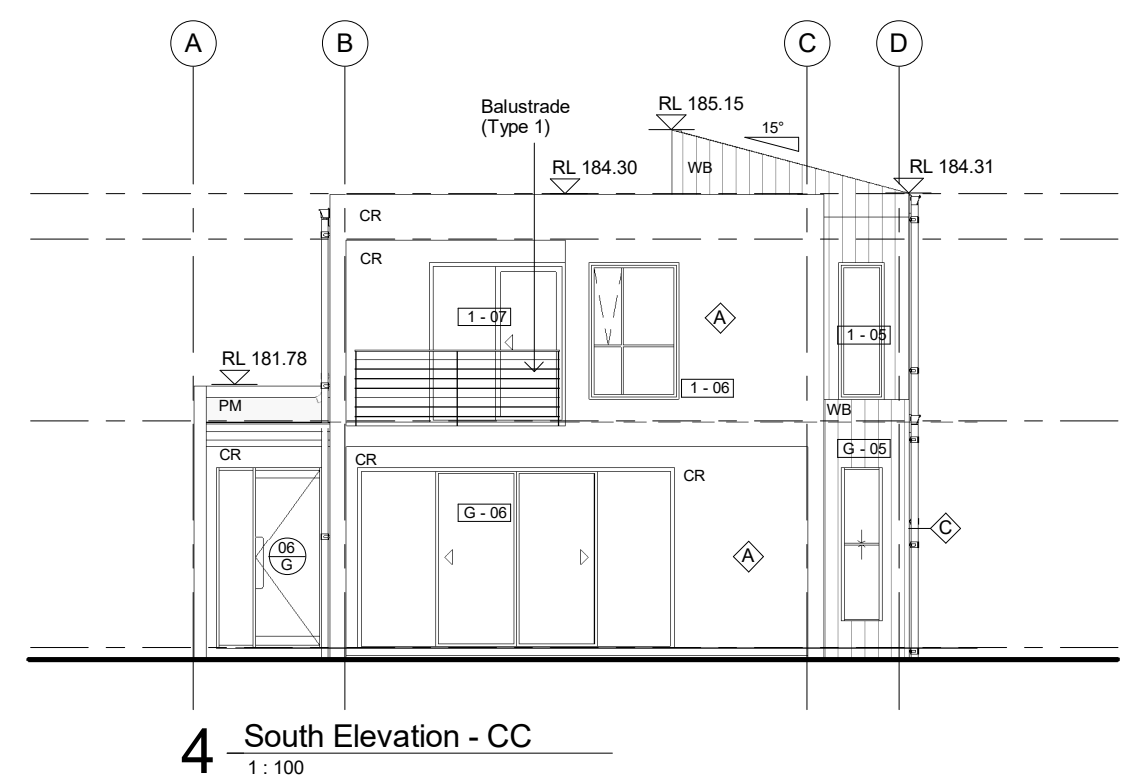 A
B
C
D
Balustrade
(Type 1)
RL 185.15
15°
RL 184.30
WB
RL 184.31
CR
CR
1 - 07
A
1 - 05
RL 181.78
1 - 06
PM
WB
CR
CR
CR
G - 05
G - 06
C
06
G
A
4 South Elevation - CC
1 : 100